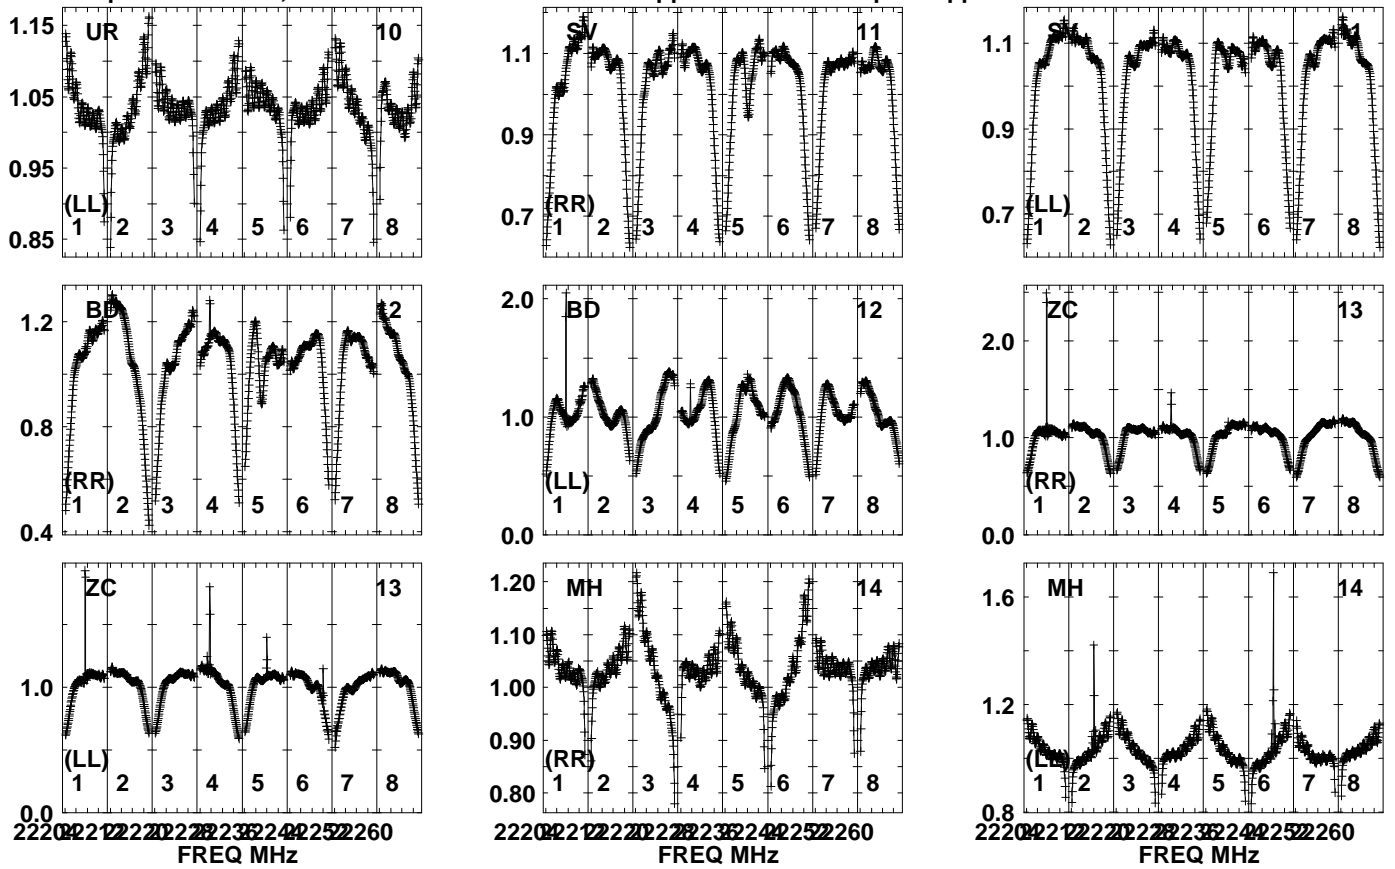 1.15 UR 10
1.05
0.95
(LL)
0.85 1 2 3 4 5 6 7 8
SV 11
1.1
0.9
0.7 (RR)
1 2 3 4 5 6 7 8
1.1
0.9
0.7 (LL)
1 2 3 4 5 6 7 8
BD
1.2
0.8
(RR)
1 2 3 4 5 6 7 8
0.4
2.0 BD 12
1.0
(LL)
1 2 3 4 5 6 7 8
0.0
ZC 13
2.0
1.0
(RR)
1 2 3 4 5 6 7 8
0.0
ZC 13
1.0
(LL)
1 2 3 4 5 6 7 8
0.0
FREQ MHz
1.20 MH 14
1.10
1.00
0.90
(RR)
0.80 1 2 3 4 5 6 7 8
1.6 MH 14
1.2
(LL)
1 2 3 4 5 6 7 8
0.8
FREQ MHz